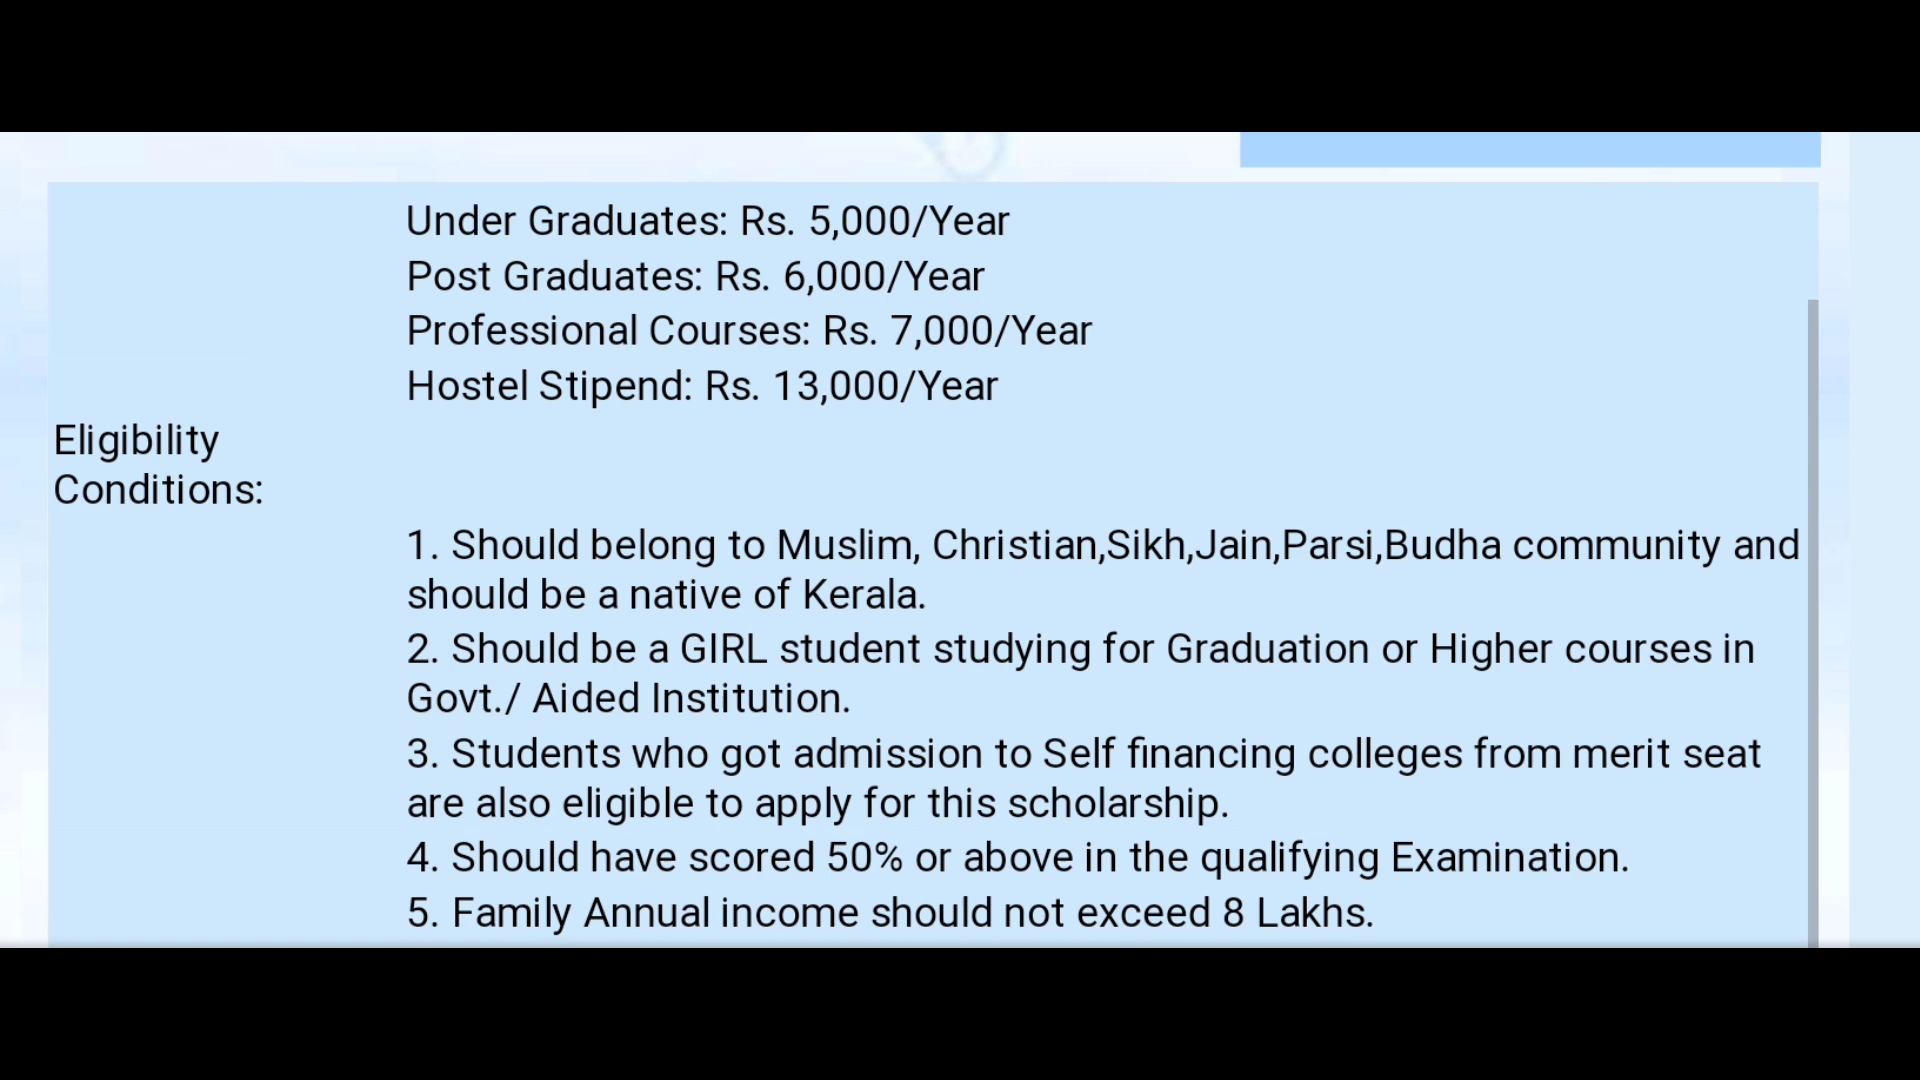 Under Graduates: Rs. 5,000/Year
Post Graduates: Rs. 6,000/Year
Professional Courses: Rs. 7,000/Year
Hostel Stipend: Rs. 13,000/Year
Eligibility
Conditions:
1. Should belong to Muslim, Christian,Sikh,Jain,Parsi,Budha community and
should be a native of Kerala.
2. Should be a GIRL student studying for Graduation or Higher courses in
Govt./ Aided Institution.
3. Students who got admission to Self financing colleges from merit seat
are also eligible to apply for this scholarship.
4. Should have scored 50% or above in the qualifying Examination.
5. Family Annual income should not exceed 8 Lakhs.